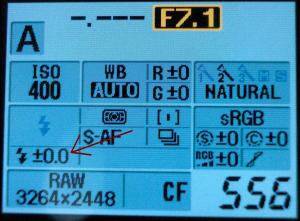 -.--- F7.1
A
ISO 400
WB AUTO
R±0
G±0
NATURAL
S-AF
sRGB
±0.0
S±0 C±0
RGB±0
RAW
3264×2448
CF
556